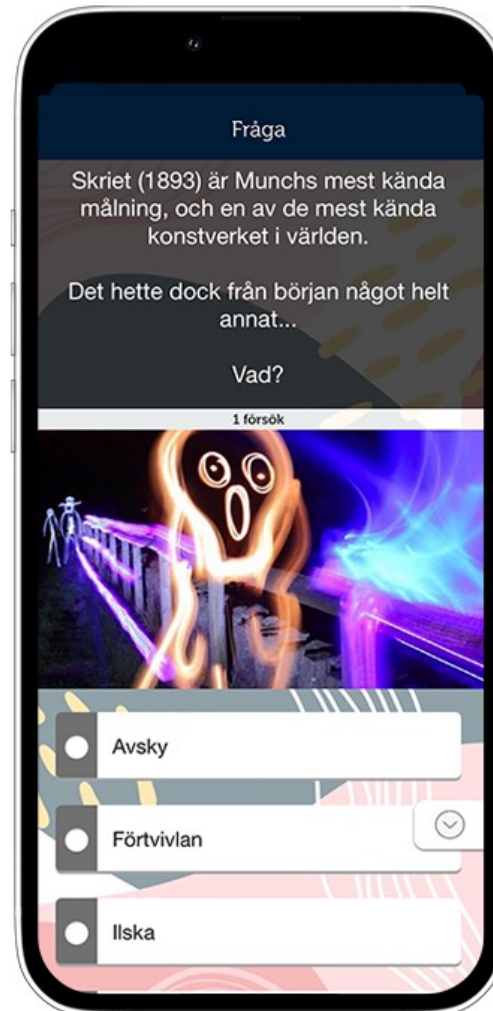 Fråga
Skriet (1893) är Munchs mest kända
målning, och en av de mest kända
konstverket i världen.
Det hette dock från början något helt
annat...
Vad?
1 försök
Avsky
Förtvivlan
Ilska